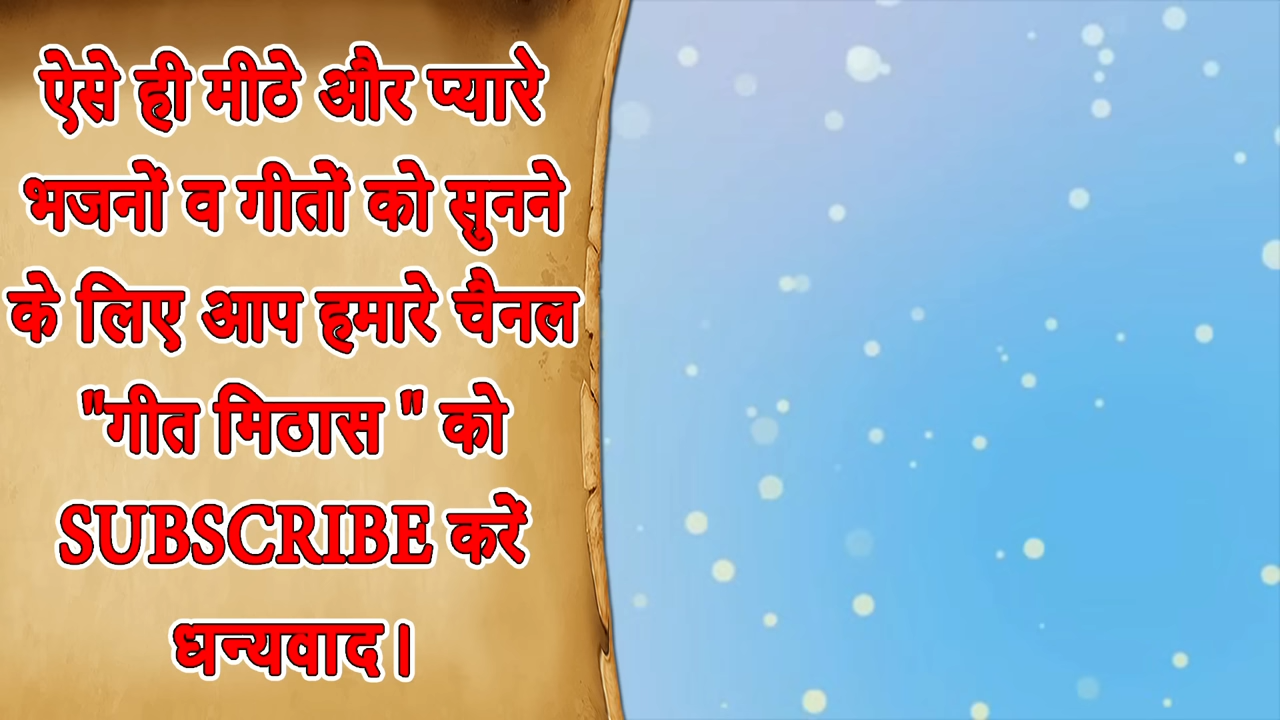 ऐसे ही मीठे और प्यारे
भजनों व गीतों को सुनने
के लिए आप हमारे चैनल
"गीत मिठास " को
SUBSCRIBE करें
धन्यवाद।